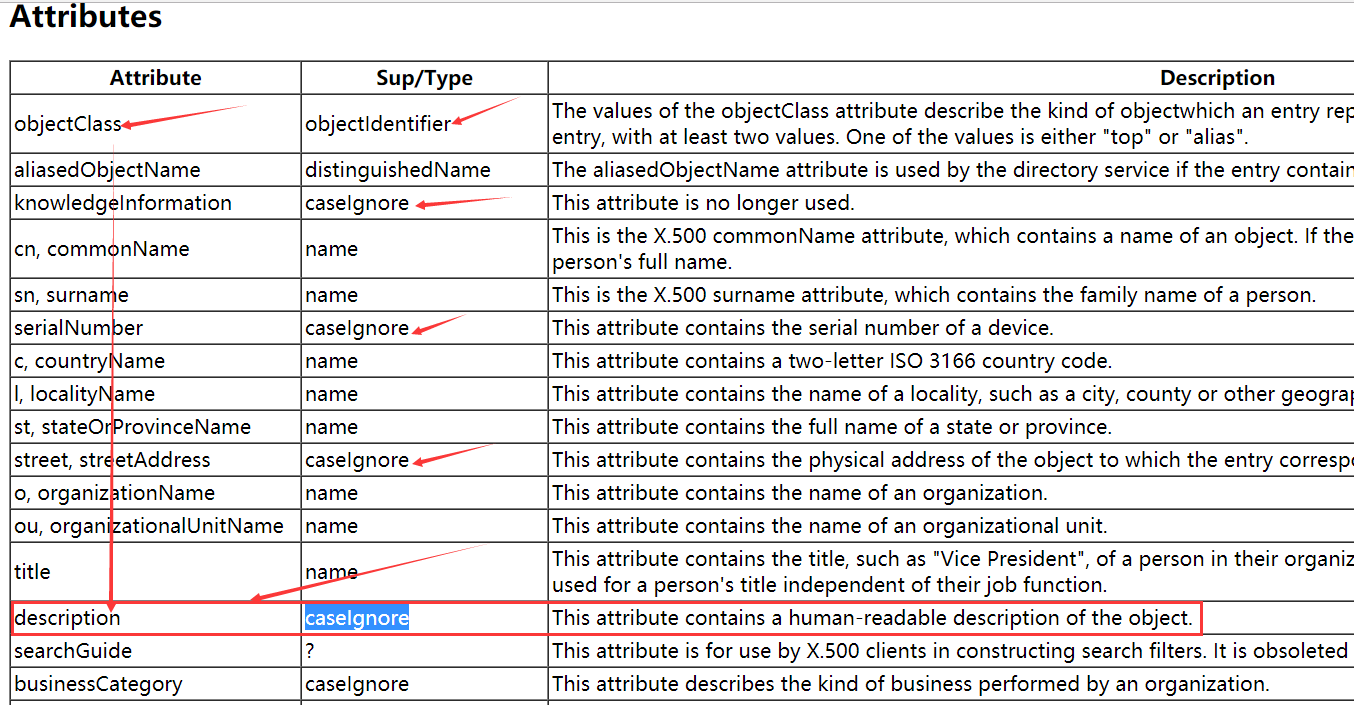 Attributes
Attribute Sup/Type Description
objectClass objectIdentifier The values of the objectClass attribute describe the kind of objectwhich an entry rep
entry, with at least two values. One of the values is either "top" or "alias".
aliasedObjectName distinguishedName The aliasedObjectName attribute is used by the directory service if the entry contain
knowledgeInformation caseIgnore This attribute is no longer used.
cn, commonName name This is the X.500 commonName attribute, which contains a name of an object. If the
person's full name.
sn, surname name This is the X.500 surname attribute, which contains the family name of a person.
serialNumber caseIgnore This attribute contains the serial number of a device.
c, countryName name This attribute contains a two-letter ISO 3166 country code.
l, localityName name This attribute contains the name of a locality, such as a city, county or other geograp
st, stateOrProvinceName name This attribute contains the full name of a state or province.
street, streetAddress caseIgnore This attribute contains the physical address of the object to which the entry correspo
o, organizationName name This attribute contains the name of an organization.
ou, organizationalUnitName name This attribute contains the name of an organizational unit.
title name This attribute contains the title, such as "Vice President", of a person in their organiz
used for a person's title independent of their job function.
description caseIgnore This attribute contains a human-readable description of the object.
searchGuide ? This attribute is for use by X.500 clients in constructing search filters. It is obsoleted
businessCategory caseIgnore This attribute describes the kind of business performed by an organization.